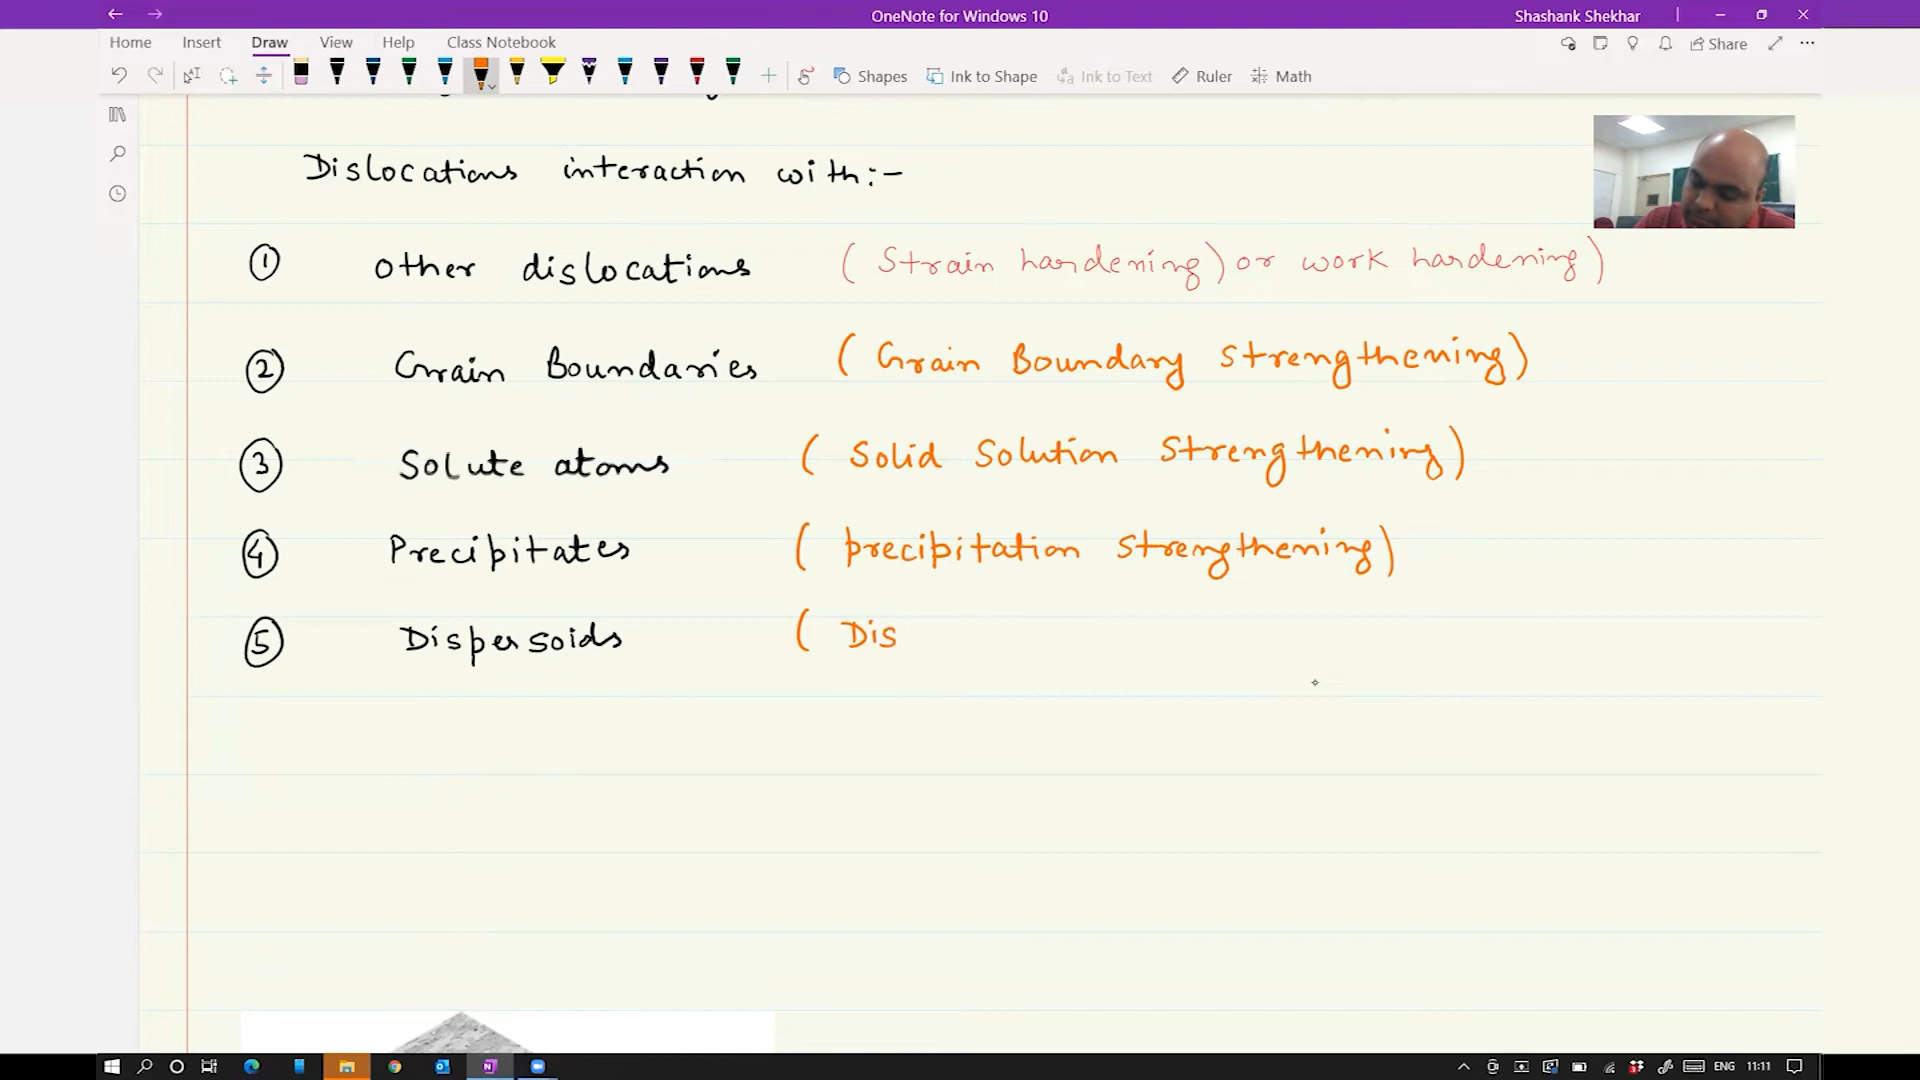 OneNote for Windows 10
Shashank Shekhar
Home Insert Draw View Help Class Notebook
Share
Shapes Ink to Shape Ink to Text Ruler Math
Dislocations interaction with:-
① Other dislocations (Strain hardening) or work hardening)
② Grain Boundaries (Grain Boundary Strengthening)
③ Solute atoms (Solid Solution Strengthening)
④ Precipitates (precipitation Strengthening)
⑤ Dispersoids (Dis
ENG 11:11